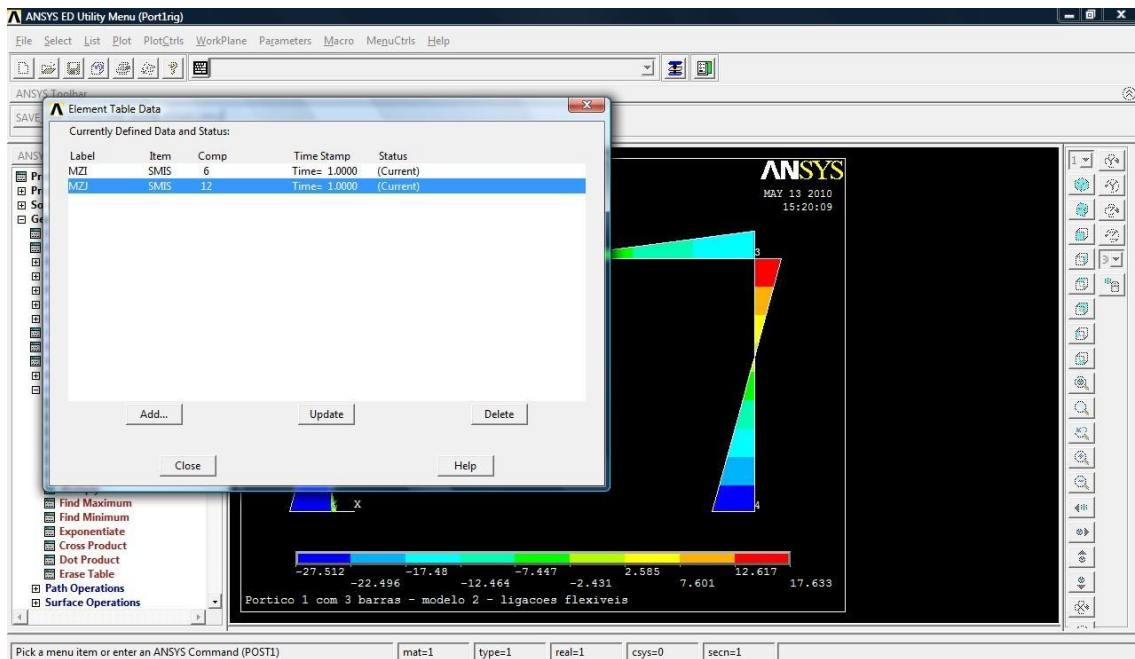 ANSYS ED Utility Menu (Port1rig)
File Select List Plot PlotCtrls WorkPlane Parameters Macro MenuCtrls Help
ANSYS Toolbar
SAVE
Element Table Data
Currently Defined Data and Status:
Label Item Comp Time Stamp Status
MZI SMIS 6 Time= 1.0000 (Current)
MZJ SMIS 12 Time= 1.0000 (Current)
Add... Update Delete
Close Help
ANSYS
MAY 13 2010
15:20:09
1
3
3
4
X
Find Maximum
Find Minimum
Exponentiate
Cross Product
Dot Product
Erase Table
Path Operations
Surface Operations
-27.512 -17.48 -7.447 2.585 12.617
-22.496 -12.464 -2.431 7.601 17.633
Portico 1 com 3 barras - modelo 2 - ligacoes flexiveis
Pick a menu item or enter an ANSYS Command (POST1) mat=1 type=1 real=1 csys=0 secn=1